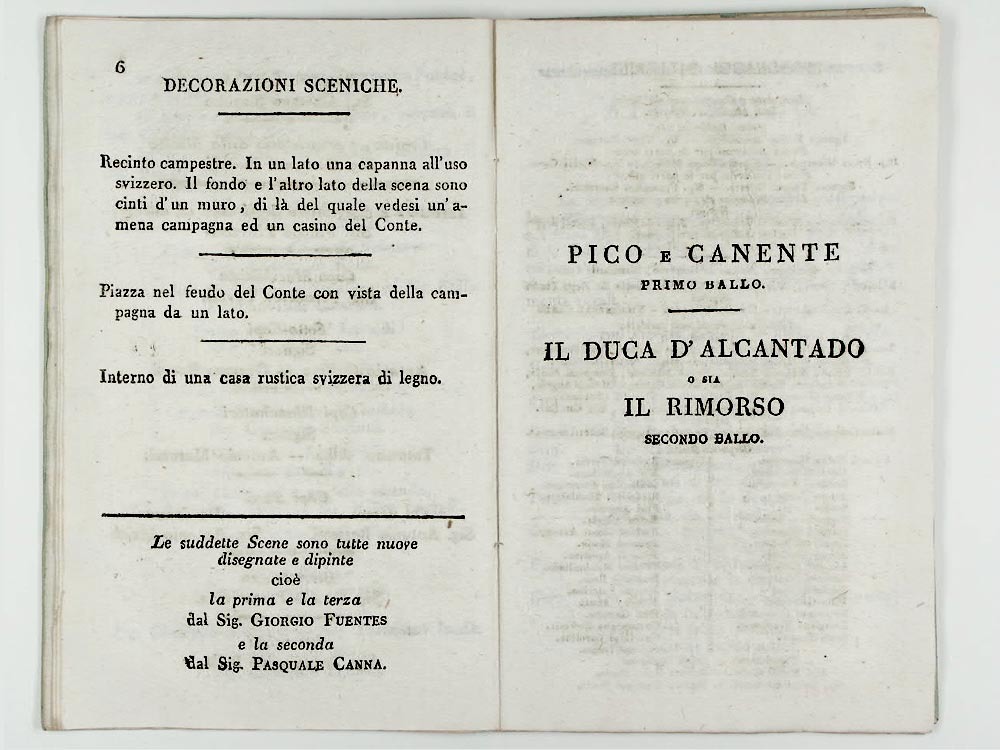 6
DECORAZIONI SCENICHE.
Recinto campestre. In un lato una capanna all'uso
svizzero. Il fondo e l'altro lato della scena sono
cinti d'un muro, di là del quale vedesi un'a-
mena campagna ed un casino del Conte.
Piazza nel feudo del Conte con vista della cam-
pagna da un lato.
Interno di una casa rustica svizzera di legno.
Le suddette Scene sono tutte nuove
disegnate e dipinte
cioè
la prima e la terza
dal Sig. GIORGIO FUENTES
e la seconda
dal Sig. PASQUALE CANNA.
PICO E CANENTE
PRIMO BALLO.
IL DUCA D'ALCANTADO
O SIA
IL RIMORSO
SECONDO BALLO.